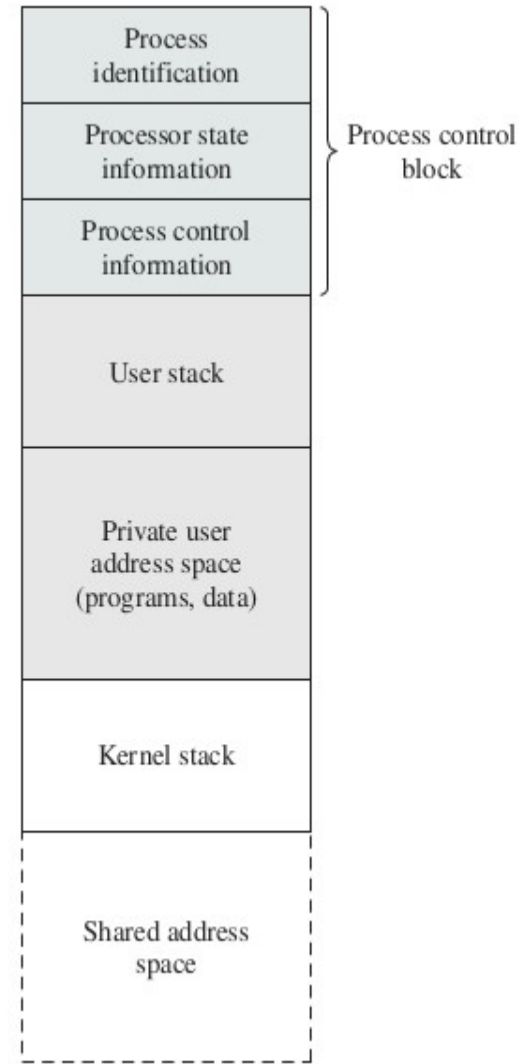 Process
identification
Processor state
information
Process control
block
Process control
information
User stack
Private user
address space
(programs, data)
Kernel stack
Shared address
space